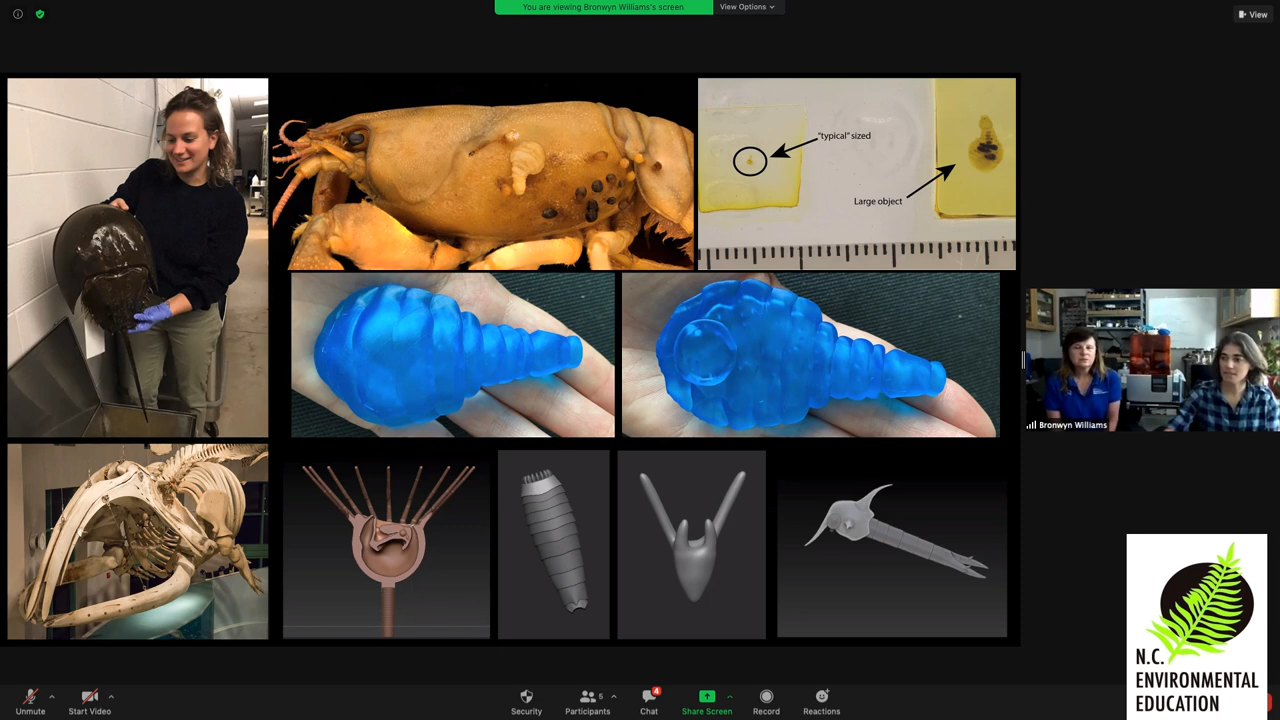 You are viewing Bronwyn Williams's screen
View Options
View
"typical" sized
Large object
Bronwyn Williams
N.C.
ENVIRONMENTAL
EDUCATION
Unmute
Start Video
Security
Participants
5
Chat
4
Share Screen
Record
Reactions